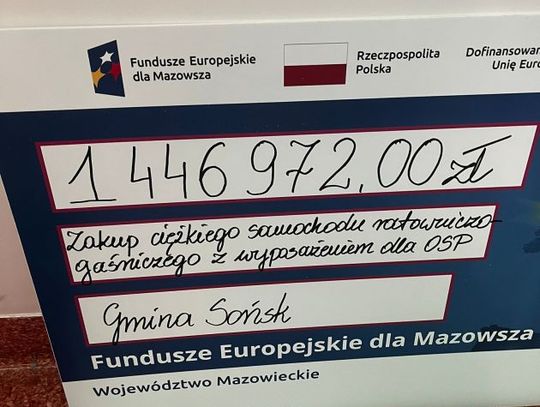 Fundusze Europejskie
dla Mazowsza
Rzeczpospolita
Polska
Dofinansowan
Unię Euro
1 446 972,00 zł
Zakup ciężkiego samochodu ratowniczo-
gaśniczego z wyposażeniem dla OSP
Gmina Sońsk
Fundusze Europejskie dla Mazowsza
Województwo Mazowieckie